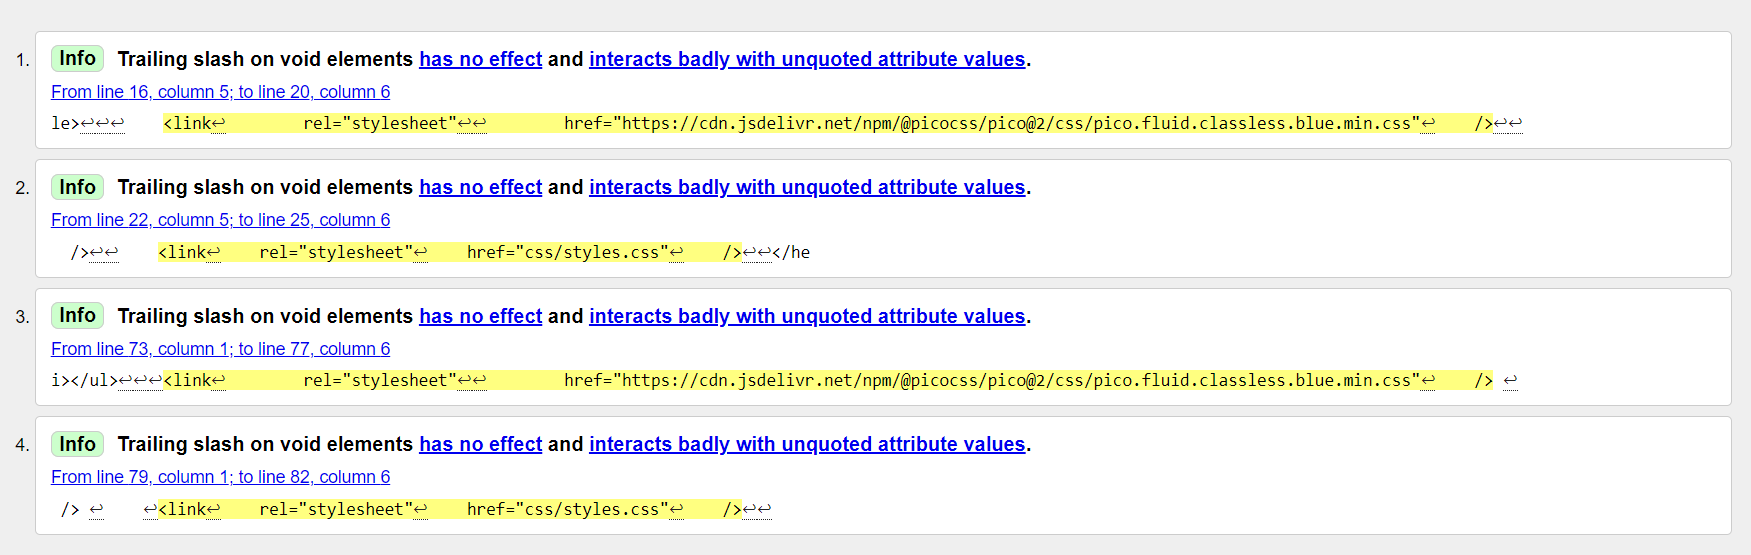 1. Info Trailing slash on void elements has no effect and interacts badly with unquoted attribute values.
From line 16, column 5; to line 20, column 6
le>↩↩↩    <link↩        rel="stylesheet"↩↩        href="https://cdn.jsdelivr.net/npm/@picocss/pico@2/css/pico.fluid.classless.blue.min.css"↩    />↩↩
2. Info Trailing slash on void elements has no effect and interacts badly with unquoted attribute values.
From line 22, column 5; to line 25, column 6
/>↩↩    <link↩    rel="stylesheet"↩    href="css/styles.css"↩    />↩↩</he
3. Info Trailing slash on void elements has no effect and interacts badly with unquoted attribute values.
From line 73, column 1; to line 77, column 6
i></ul>↩↩↩<link↩        rel="stylesheet"↩↩        href="https://cdn.jsdelivr.net/npm/@picocss/pico@2/css/pico.fluid.classless.blue.min.css"↩    /> ↩
4. Info Trailing slash on void elements has no effect and interacts badly with unquoted attribute values.
From line 79, column 1; to line 82, column 6
/> ↩    ↩<link↩    rel="stylesheet"↩    href="css/styles.css"↩    />↩↩